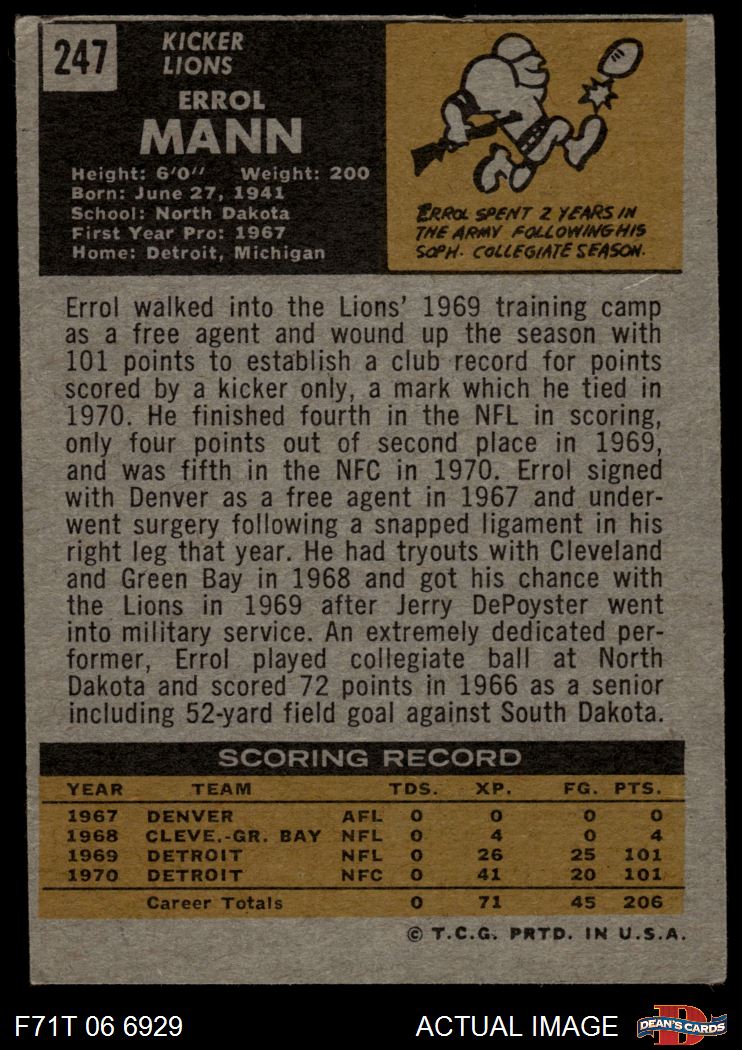 247
KICKER
LIONS
ERROL
MANN
Height: 6'0" Weight: 200
Born: June 27, 1941
School: North Dakota
First Year Pro: 1967
Home: Detroit, Michigan
ERROL SPENT 2 YEARS IN
THE ARMY FOLLOWING HIS
SOPH. COLLEGIATE SEASON.
Errol walked into the Lions' 1969 training camp
as a free agent and wound up the season with
101 points to establish a club record for points
scored by a kicker only, a mark which he tied in
1970. He finished fourth in the NFL in scoring,
only four points out of second place in 1969,
and was fifth in the NFC in 1970. Errol signed
with Denver as a free agent in 1967 and under-
went surgery following a snapped ligament in his
right leg that year. He had tryouts with Cleveland
and Green Bay in 1968 and got his chance with
the Lions in 1969 after Jerry DePoyster went
into military service. An extremely dedicated per-
former, Errol played collegiate ball at North
Dakota and scored 72 points in 1966 as a senior
including 52-yard field goal against South Dakota.
SCORING RECORD
YEAR TEAM TDS. XP. FG. PTS.
1967 DENVER AFL 0 0 0 0
1968 CLEVE.-GR. BAY NFL 0 4 0 4
1969 DETROIT NFL 0 26 25 101
1970 DETROIT NFC 0 41 20 101
Career Totals 0 71 45 206
© T.C.G. PRTD. IN U.S.A.
F71T 06 6929 ACTUAL IMAGE DEAN'S CARDS